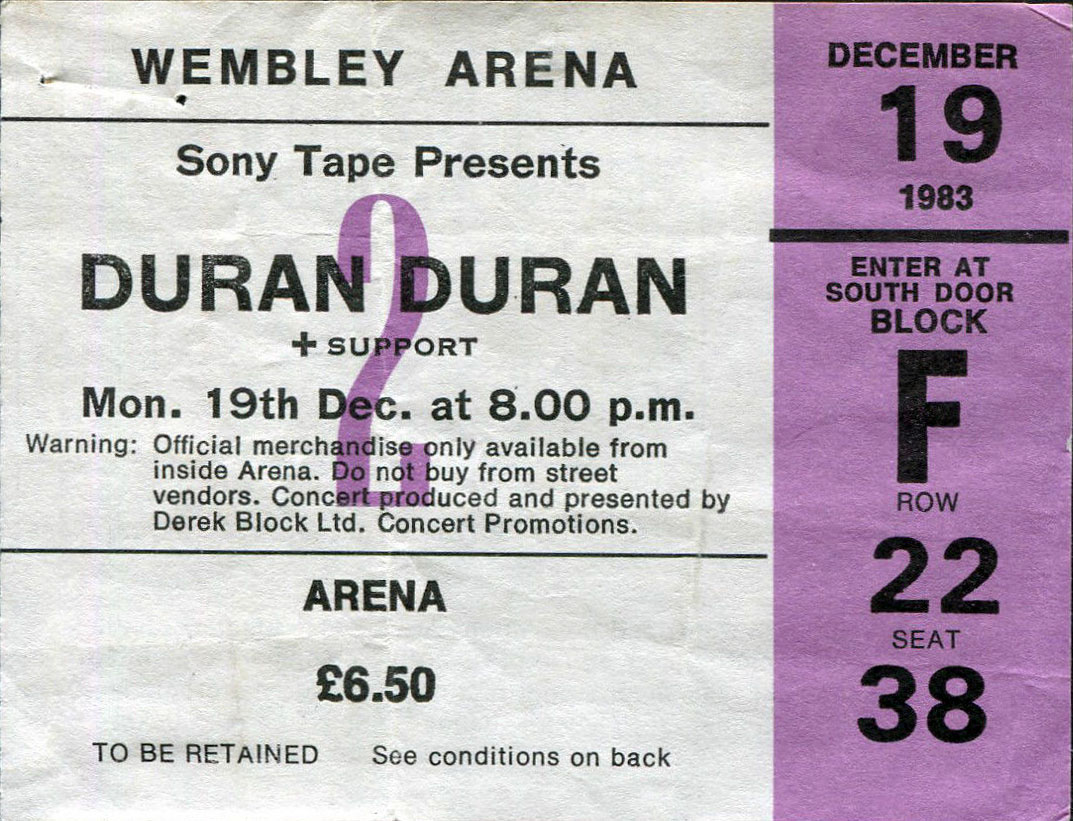 WEMBLEY ARENA
Sony Tape Presents
2
DURAN DURAN
+ SUPPORT
Mon. 19th Dec. at 8.00 p.m.
Warning: Official merchandise only available from
inside Arena. Do not buy from street
vendors. Concert produced and presented by
Derek Block Ltd. Concert Promotions.
ARENA
£6.50
TO BE RETAINED See conditions on back
DECEMBER
19
1983
ENTER AT
SOUTH DOOR
BLOCK
F
ROW
22
SEAT
38